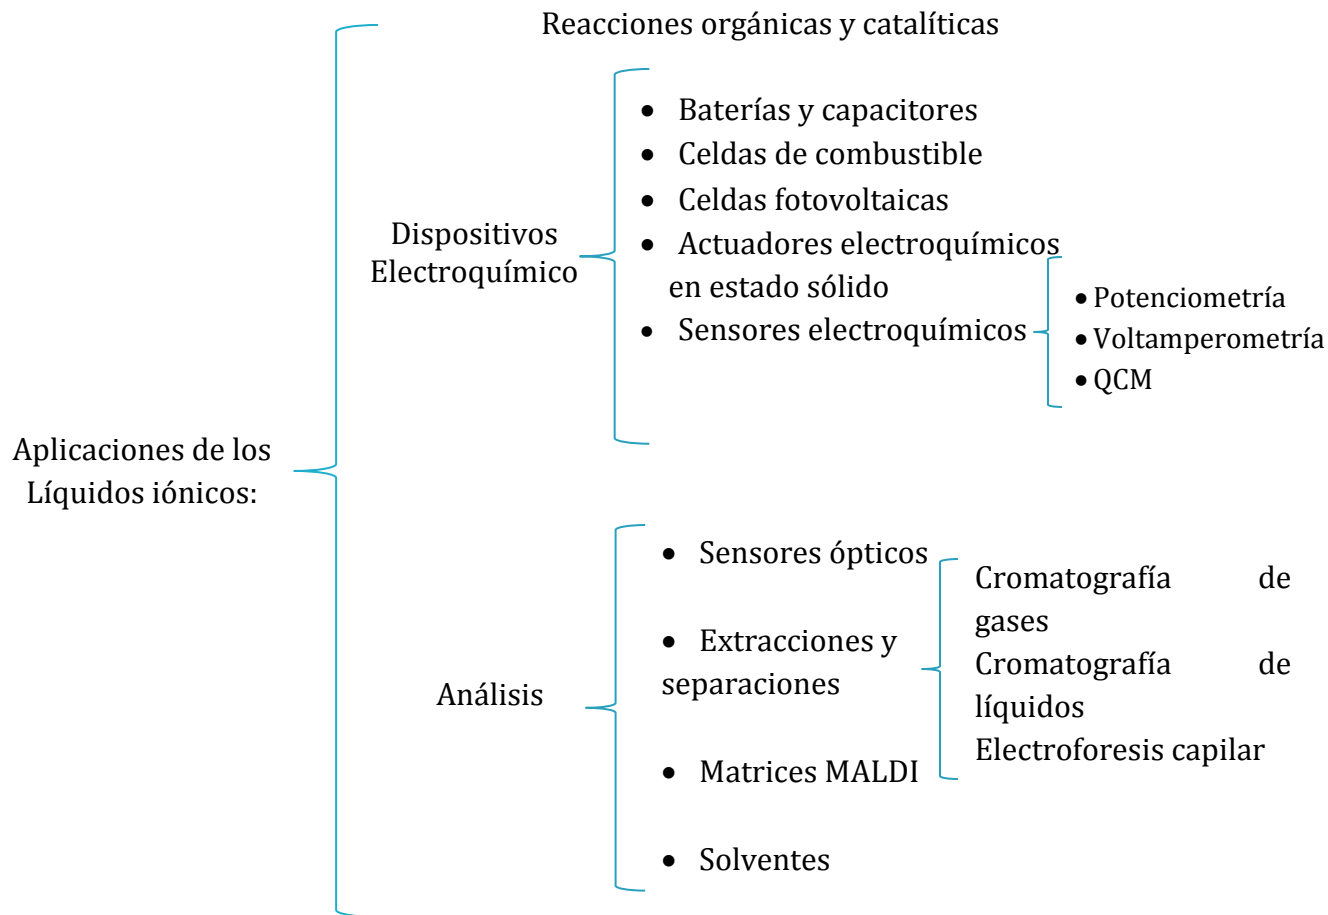 Reacciones orgánicas y catalíticas
Aplicaciones de los
Líquidos iónicos:
Dispositivos
Electroquímico
• Baterías y capacitores
• Celdas de combustible
• Celdas fotovoltaicas
• Actuadores electroquímicos
en estado sólido
• Sensores electroquímicos
• Potenciometría
• Voltamperometría
• QCM
Análisis
• Sensores ópticos
• Extracciones y
separaciones
• Matrices MALDI
• Solventes
Cromatografía de
gases
Cromatografía de
líquidos
Electroforesis capilar